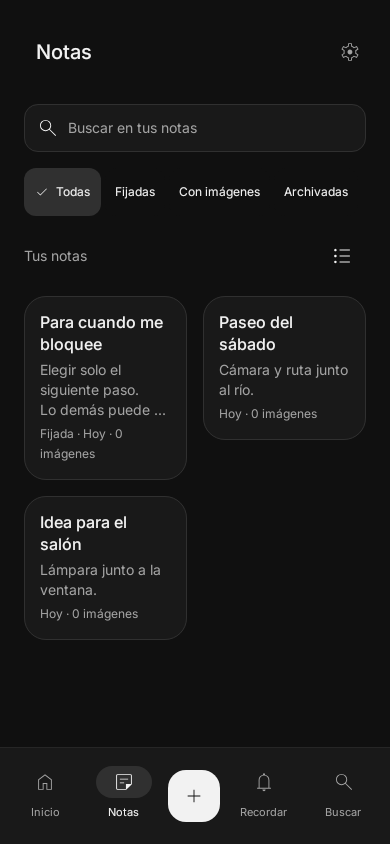 Notas
Buscar en tus notas
Todas
Fijadas
Con imágenes
Archivadas
Tus notas
Para cuando me
bloquee
Elegir solo el
siguiente paso.
Lo demás puede ...
Fijada · Hoy · 0
imágenes
Paseo del
sábado
Cámara y ruta junto
al río.
Hoy · 0 imágenes
Idea para el
salón
Lámpara junto a la
ventana.
Hoy · 0 imágenes
Inicio
Notas
Recordar
Buscar